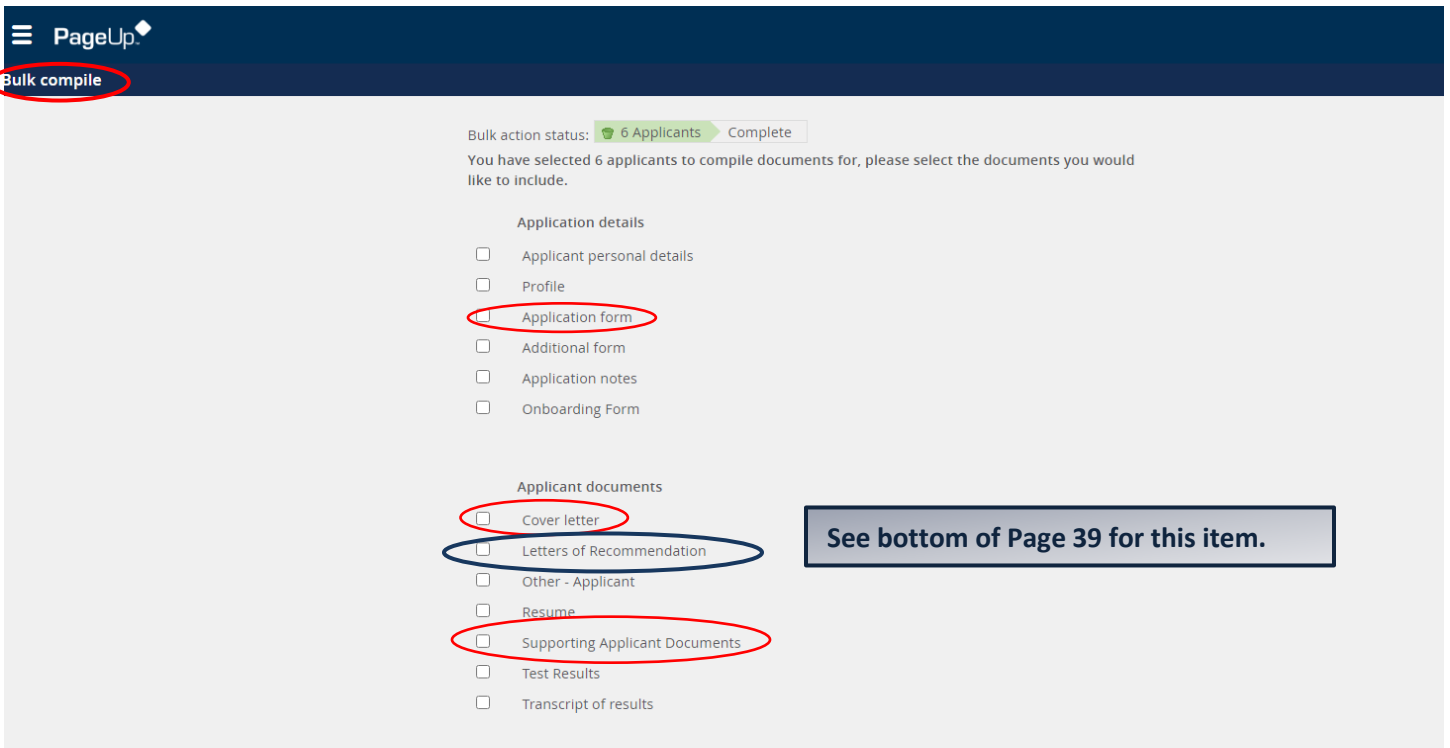 PageUp
Bulk compile
Bulk action status: 6 Applicants Complete
You have selected 6 applicants to compile documents for, please select the documents you would
like to include.
Application details
Applicant personal details
Profile
Application form
Additional form
Application notes
Onboarding Form
Applicant documents
Cover letter
Letters of Recommendation
See bottom of Page 39 for this item.
Other - Applicant
Resume
Supporting Applicant Documents
Test Results
Transcript of results